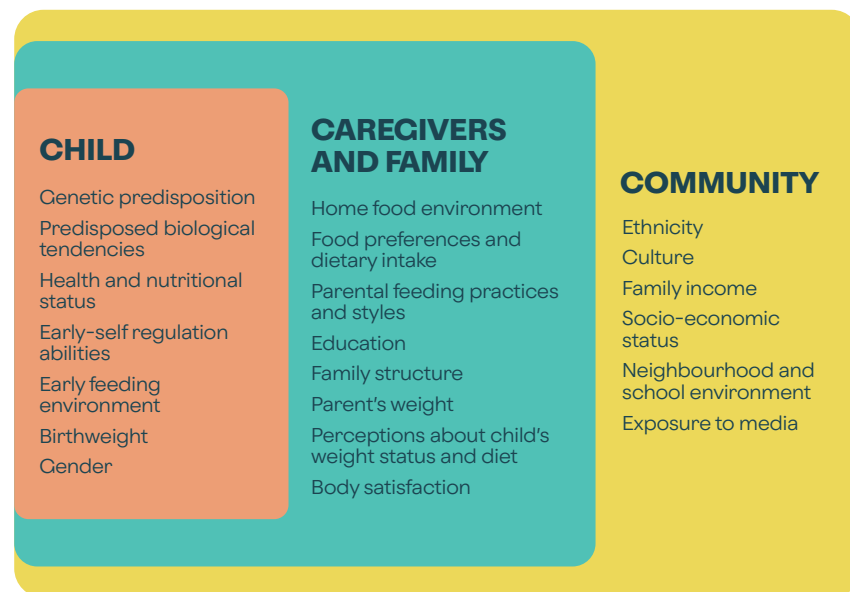 CHILD
Genetic predisposition
Predisposed biological
tendencies
Health and nutritional
status
Early-self regulation
abilities
Early feeding
environment
Birthweight
Gender
CAREGIVERS
AND FAMILY
Home food environment
Food preferences and
dietary intake
Parental feeding practices
and styles
Education
Family structure
Parent's weight
Perceptions about child's
weight status and diet
Body satisfaction
COMMUNITY
Ethnicity
Culture
Family income
Socio-economic
status
Neighbourhood and
school environment
Exposure to media